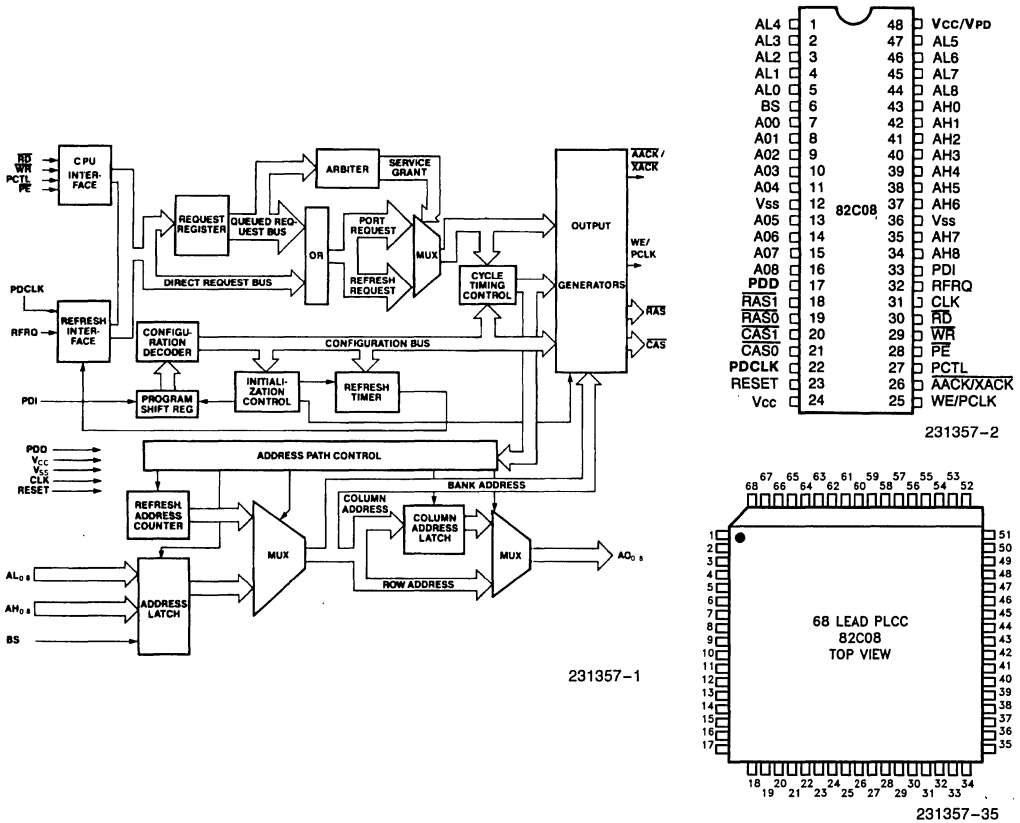 RD
WR
PCTL
PE
CPU
INTER-
FACE
PDCLK
RFRQ
REFRESH
INTER-
FACE
PDI
REQUEST
REGISTER
QUEUED REQ-
UEST BUS
DIRECT REQUEST BUS
ARBITER
SERVICE
GRANT
OR
PORT
REQUEST
REFRESH
REQUEST
MUX
CYCLE
TIMING
CONTROL
OUTPUT
GENERATORS
AACK /
XACK
WE/
PCLK
RAS
CAS
CONFIGU-
RATION
DECODER
CONFIGURATION BUS
PROGRAM
SHIFT REG
INITIALI-
ZATION
CONTROL
REFRESH
TIMER
PDD
VCC
VSS
CLK
RESET
ADDRESS PATH CONTROL
BANK ADDRESS
REFRESH
ADDRESS
COUNTER
MUX
COLUMN
ADDRESS
COLUMN
ADDRESS
LATCH
ROW ADDRESS
MUX
AO0 8
AL0 8
AH0 8
BS
ADDRESS
LATCH
231357-1
AL4 1 48 VCC/VPD
AL3 2 47 AL5
AL2 3 46 AL6
AL1 4 45 AL7
AL0 5 44 AL8
BS 6 43 AH0
A00 7 42 AH1
A01 8 41 AH2
A02 9 40 AH3
A03 10 39 AH4
A04 11 38 AH5
Vss 12 37 AH6
A05 13 36 Vss
A06 14 35 AH7
A07 15 34 AH8
A08 16 33 PDI
PDD 17 32 RFRQ
RAS1 18 31 CLK
RAS0 19 30 RD
CAS1 20 29 WR
CAS0 21 28 PE
PDCLK 22 27 PCTL
RESET 23 26 AACK/XACK
Vcc 24 25 WE/PCLK
82C08
231357-2
67 65 63 61 59 57 55 53
68 66 64 62 60 58 56 54 52
1 51
2 50
3 49
4 48
5 47
6 46
7 45
8 44
9 43
10 42
11 41
12 40
13 39
14 38
15 37
16 36
17 35
68 LEAD PLCC
82C08
TOP VIEW
18 20 22 24 26 28 30 32 34
19 21 23 25 27 29 31 33
231357-35